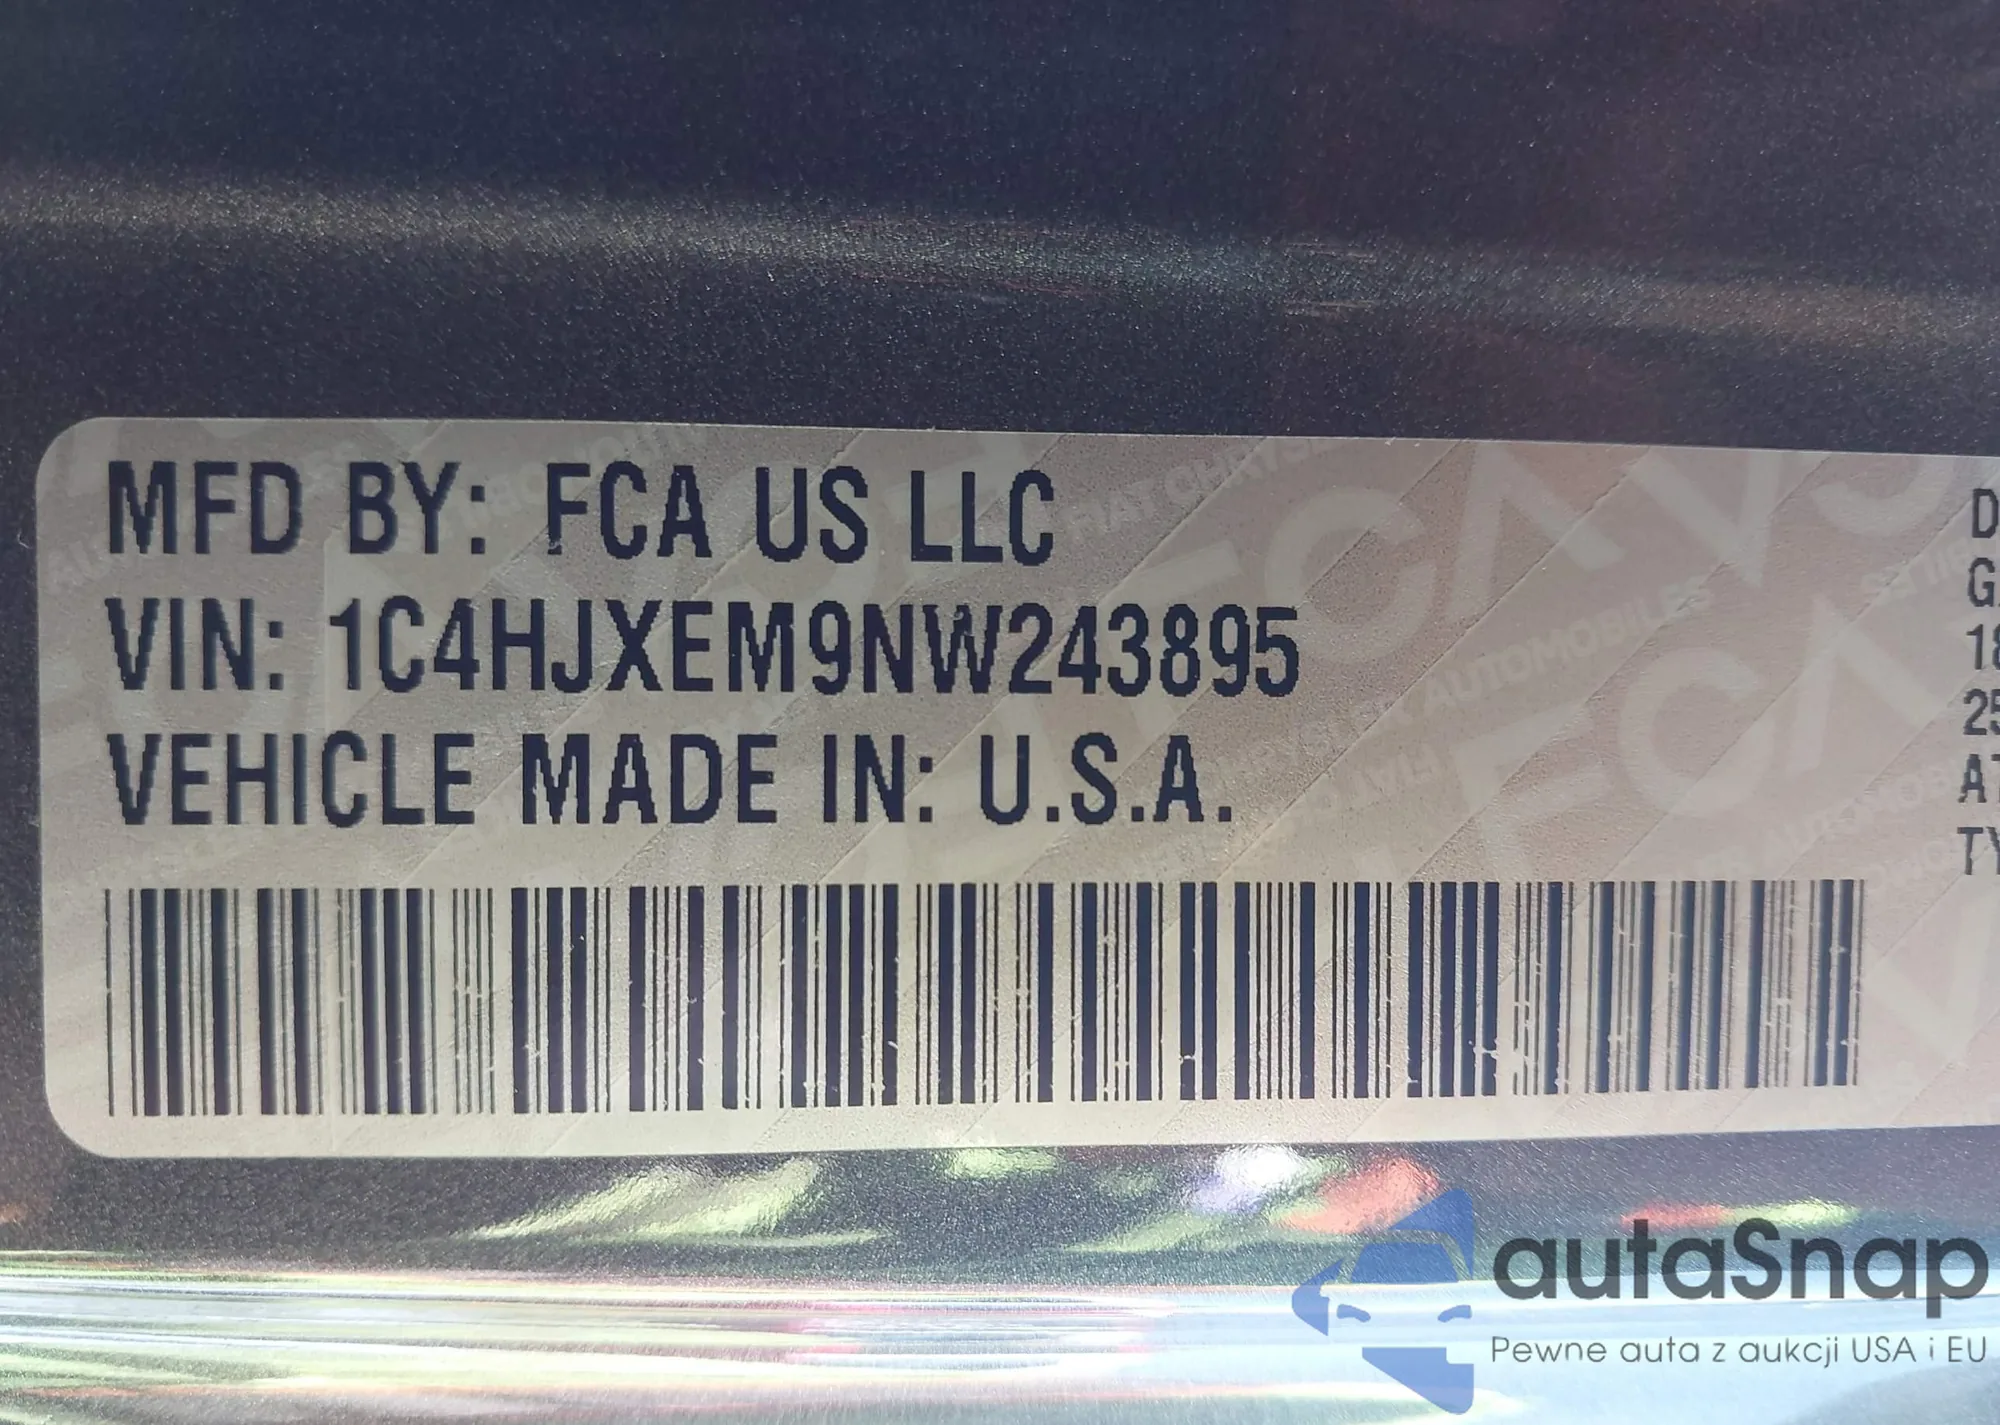 MFD BY: FCA US LLC
VIN: 1C4HJXEM9NW243895
VEHICLE MADE IN: U.S.A.
autaSnap
Pewne auta z aukcji USA i EU